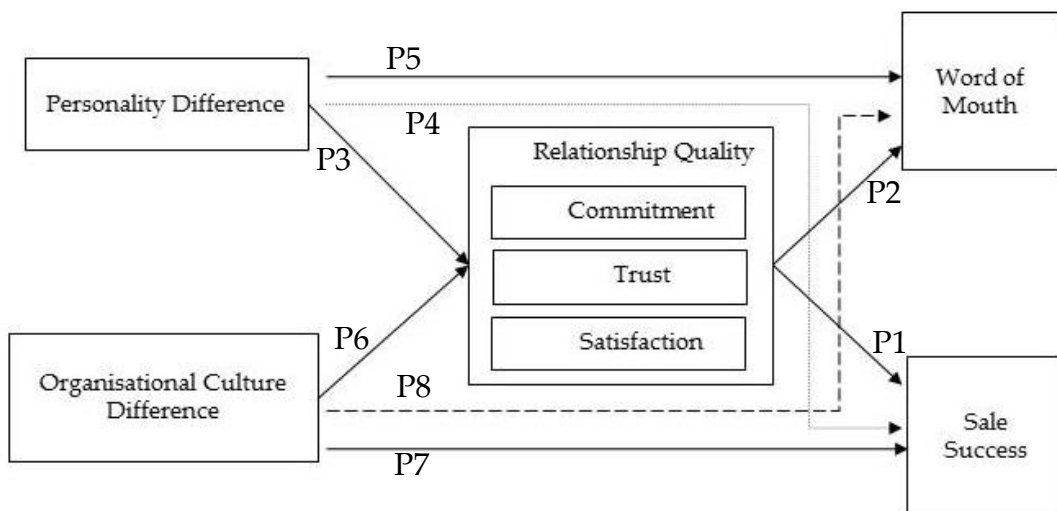 P5
Word of
Mouth
Personality Difference
P4
P3
Relationship Quality
P2
Commitment
Trust
Satisfaction
P6
P1
Organisational Culture
Difference
P8
Sale
Success
P7